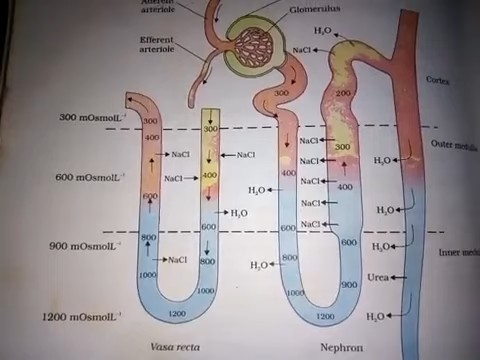 Afferent
arteriole
Efferent
arteriole
Glomerulus
H₂O
NaCl
Cortex
300 mOsmolL⁻¹
300
400
600
800
1000
1200
NaCl
NaCl
300
400
600
800
1000
NaCl
NaCl
H₂O
300
400
600
800
1000
1200
H₂O
H₂O
200
300
400
600
900
NaCl
NaCl
NaCl
NaCl
NaCl
Outer
H₂O
H₂O
H₂O
Urea
H₂O
600 mOsmolL⁻¹
900 mOsmolL⁻¹
Inner
1200 mOsmolL⁻¹
Vasa recta
Nephron